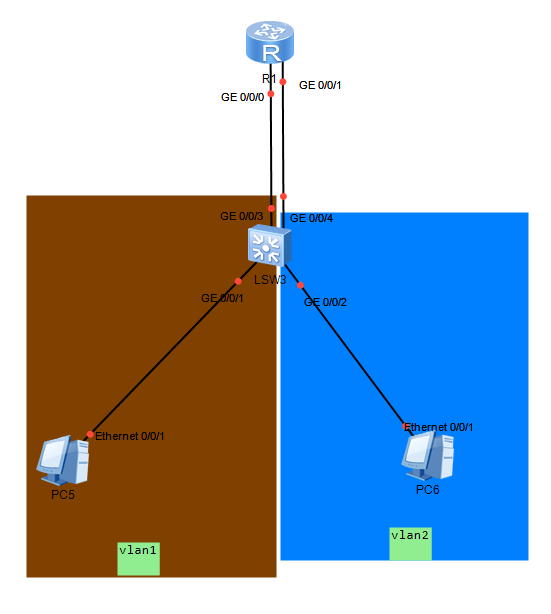 R
R1
GE 0/0/1
GE 0/0/0
GE 0/0/3
GE 0/0/4
LSW3
GE 0/0/1
GE 0/0/2
Ethernet 0/0/1
Ethernet 0/0/1
PC5
PC6
vlan1
vlan2